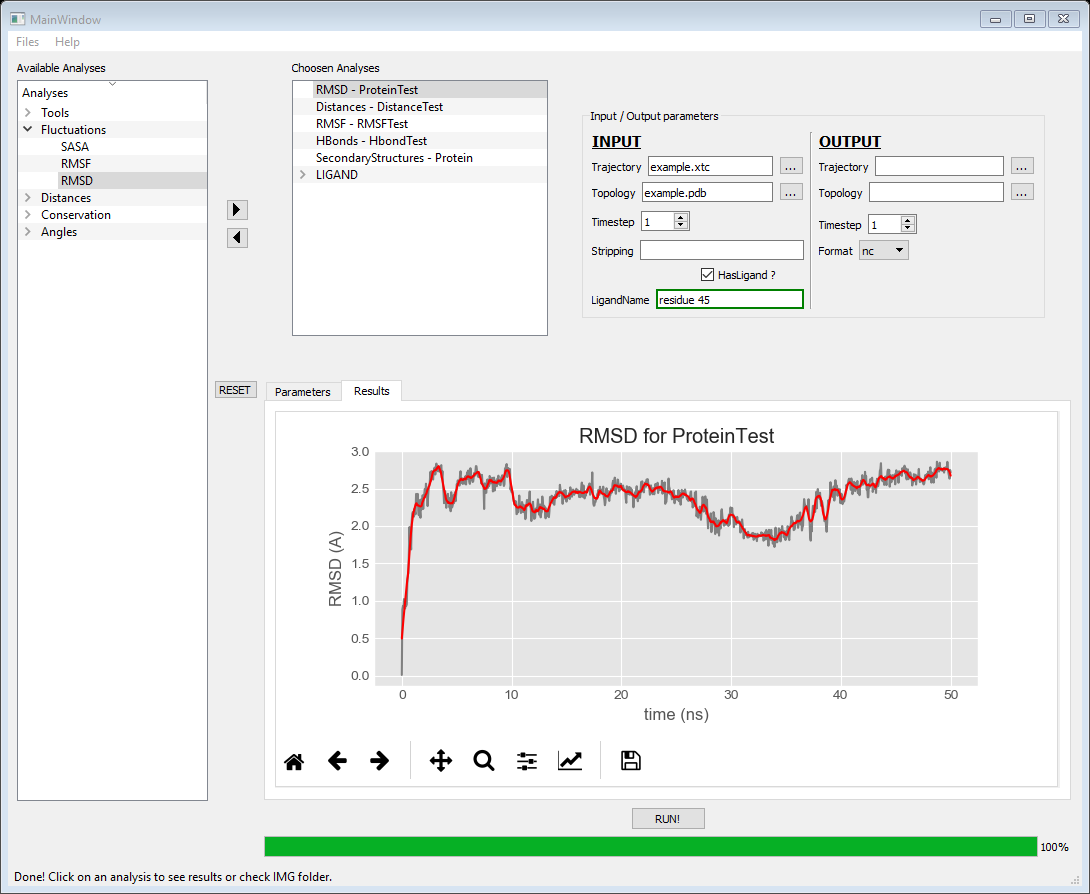 MainWindow
Files Help
Available Analyses
Analyses
Tools
Fluctuations
SASA
RMSF
RMSD
Distances
Conservation
Angles
Choosen Analyses
RMSD - ProteinTest
Distances - DistanceTest
RMSF - RMSFTest
HBonds - HbondTest
SecondaryStructures - Protein
LIGAND
Input / Output parameters
INPUT
Trajectory example.xtc ...
Topology example.pdb ...
Timestep 1
Stripping
HasLigand ?
LigandName residue 45
OUTPUT
Trajectory ...
Topology ...
Timestep 1
Format nc
RESET
Parameters Results
RMSD for ProteinTest
RMSD (A)
3.0
2.5
2.0
1.5
1.0
0.5
0.0
0 10 20 30 40 50
time (ns)
RUN!
100%
Done! Click on an analysis to see results or check IMG folder.